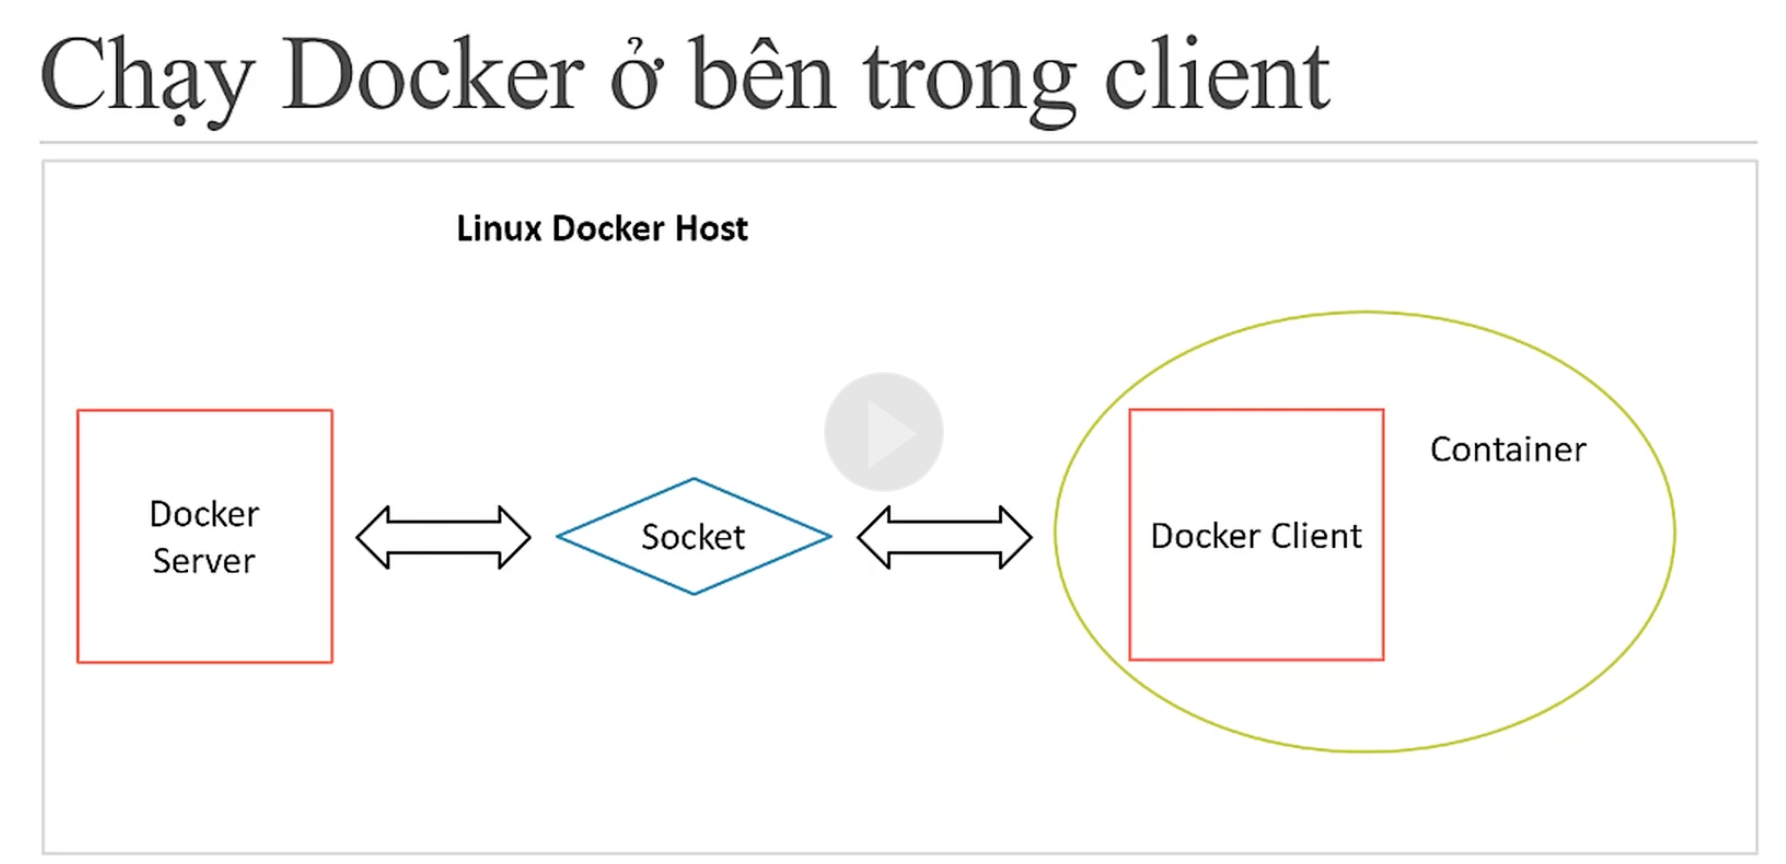 Chạy Docker ở bên trong client
Linux Docker Host
Docker
Server
Socket
Docker Client
Container